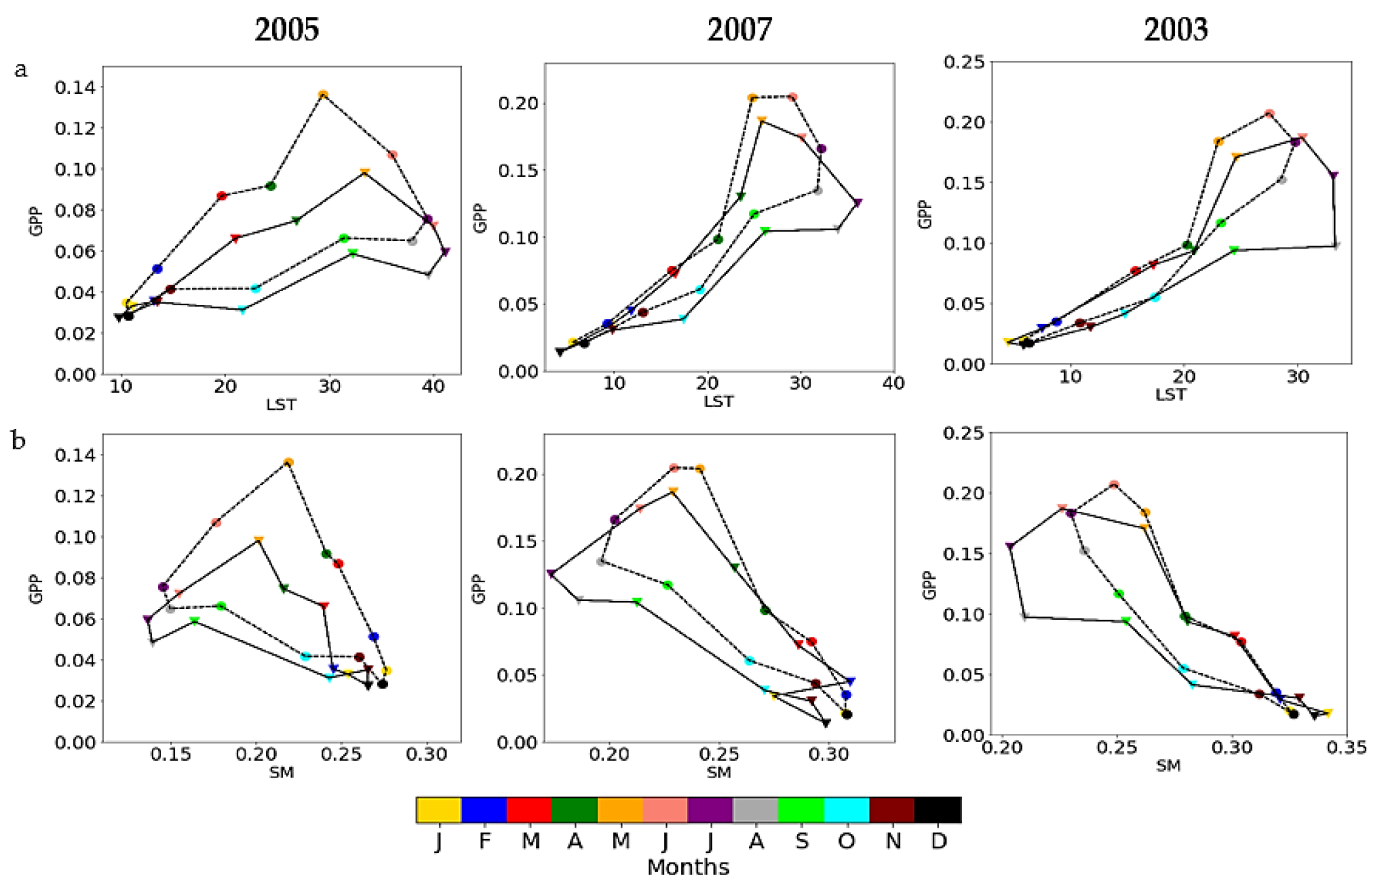 2005 2007 2003
a
0.14 0.12 0.10 0.08 0.06 0.04 0.02 0.00
GPP
10 20 30 40
LST
0.20 0.15 0.10 0.05 0.00
GPP
10 20 30 40
LST
0.25 0.20 0.15 0.10 0.05 0.00
GPP
10 20 30
LST
b
0.14 0.12 0.10 0.08 0.06 0.04 0.02 0.00
GPP
0.15 0.20 0.25 0.30
SM
0.20 0.15 0.10 0.05 0.00
GPP
0.20 0.25 0.30
SM
0.25 0.20 0.15 0.10 0.05 0.00
GPP
0.20 0.25 0.30 0.35
SM
J F M A M J J A S O N D
Months